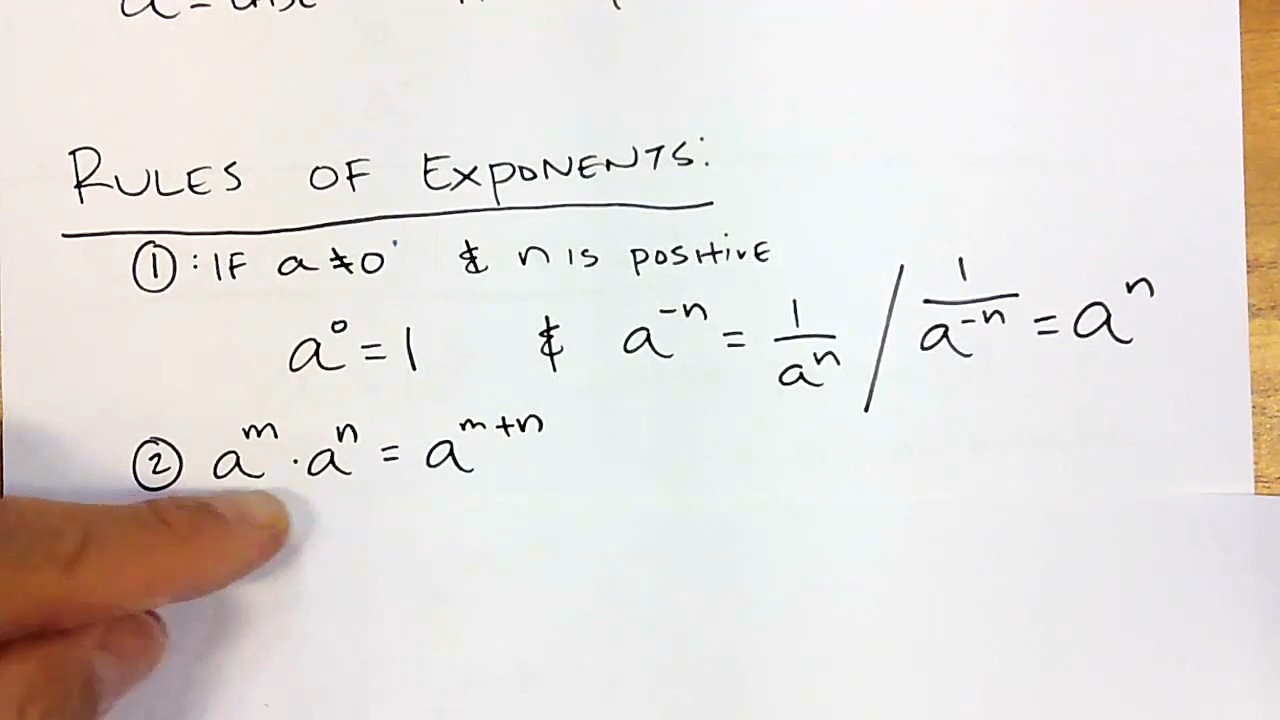 a =
RULES OF EXPONENTS:
①: IF a ≠ 0 & n is positive
a⁰ = 1 & a⁻ⁿ = 1/aⁿ / 1/a⁻ⁿ = aⁿ
② aᵐ · aⁿ = aᵐ⁺ⁿ